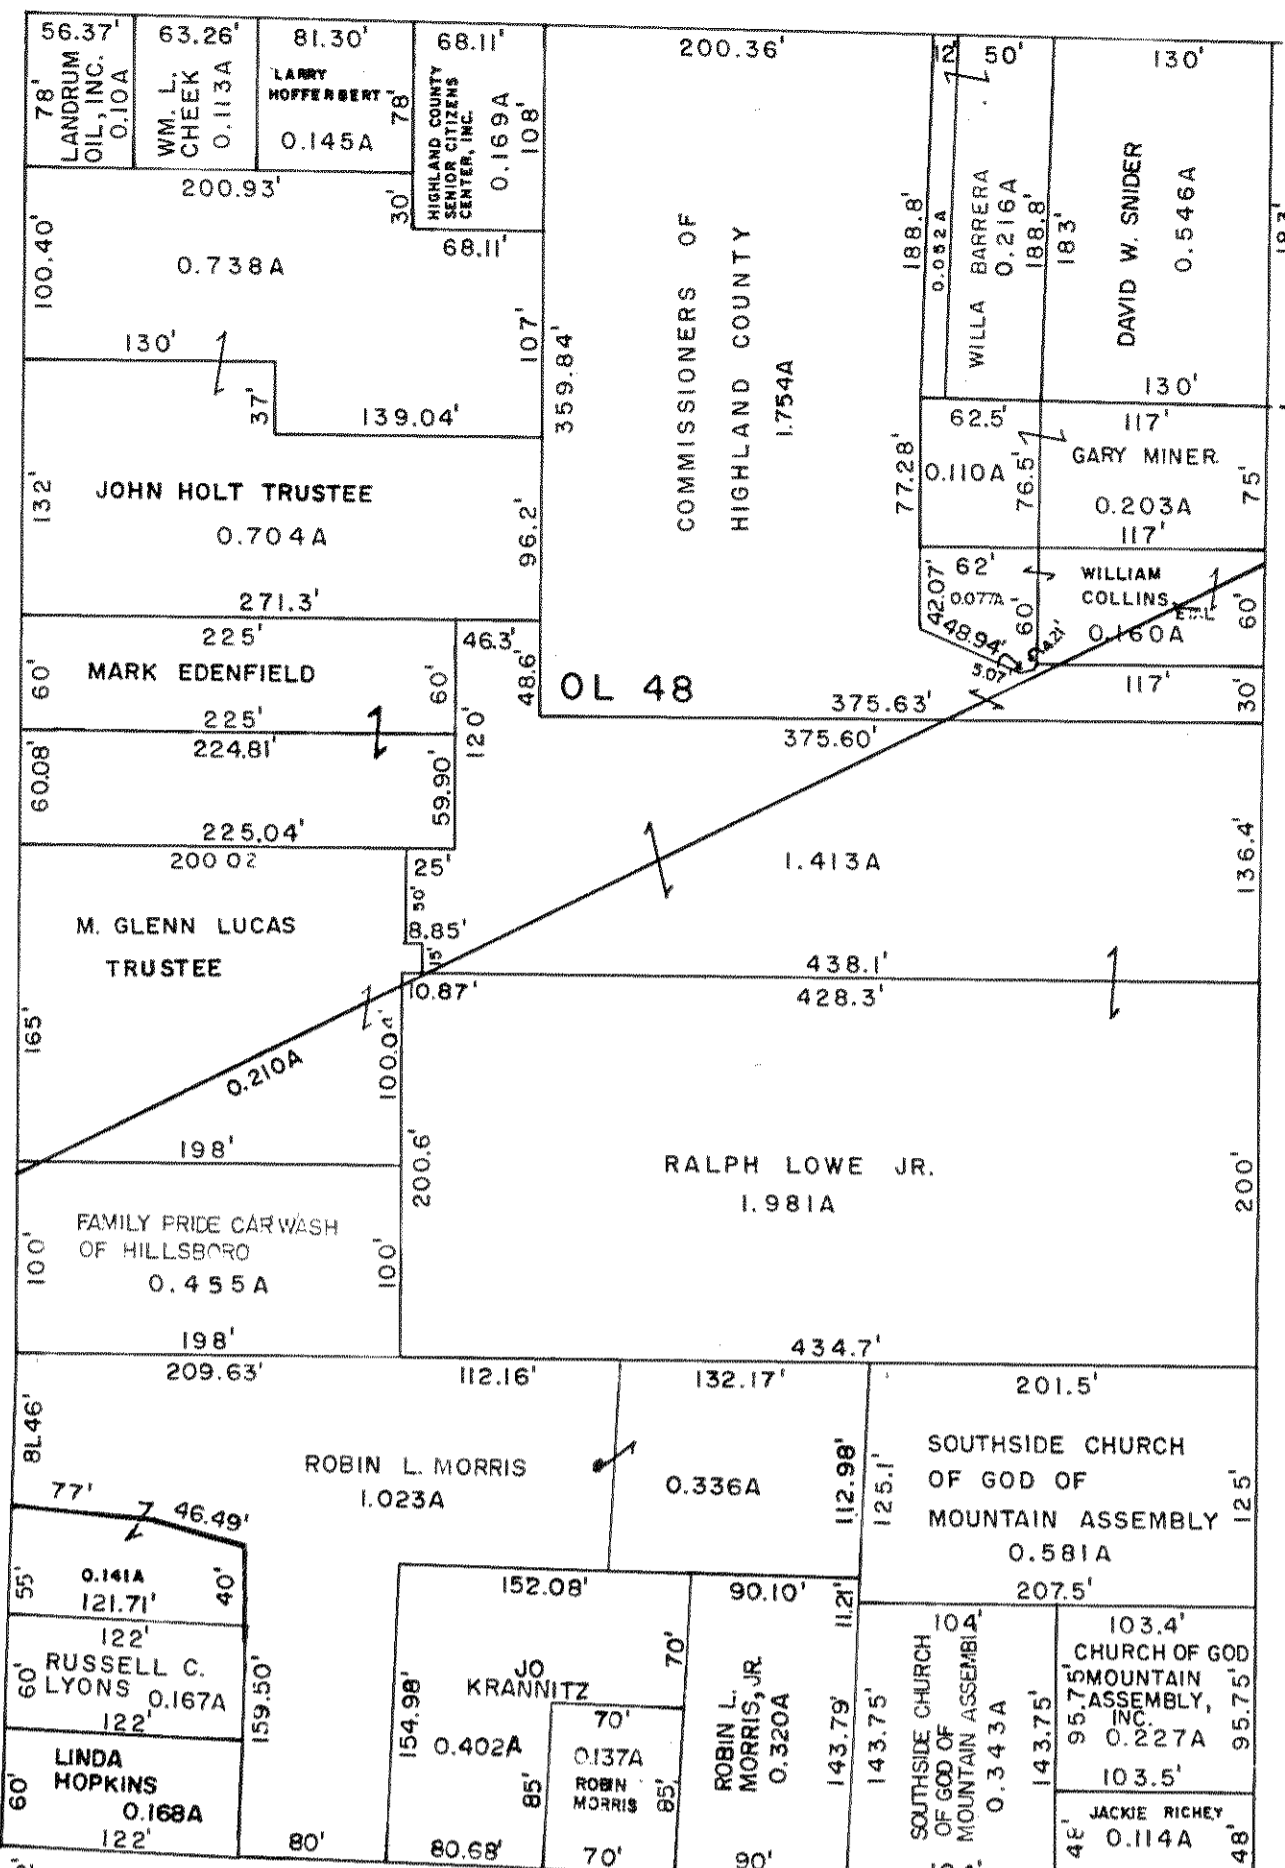 56.37'
78'
LANDRUM
OIL, INC.
0.10A
63.26'
WM. L.
CHEEK
0.113A
81.30'
LARRY
HOFFERBERT
78'
0.145A
68.11'
HIGHLAND COUNTY
SENIOR CITIZENS
CENTER, INC.
0.169A
108'
30'
68.11'
200.36'
COMMISSIONERS OF
HIGHLAND COUNTY
1.754A
359.84'
12'
50'
188.8'
0.052A
WILLA BARRERA
0.216A
188.8'
130'
183'
DAVID W. SNIDER
0.546A
130'
200.93'
100.40'
0.738A
130'
37'
139.04'
107'
132'
JOHN HOLT TRUSTEE
0.704A
96.2'
271.3'
77.28'
62.5'
0.110A
76.5'
117'
GARY MINER
0.203A
75'
117'
42.07'
62'
0.077A
60'
48.94'
3.07'
WILLIAM
COLLINS
0.160A
60'
117'
30'
225'
60'
MARK EDENFIELD
60'
225'
46.3'
48.6'
120'
OL 48
375.63'
375.60'
224.81'
60.08'
59.90'
225.04'
1.413A
136.4'
438.1'
200 02
25'
50'
8.85'
15'
10.87'
M. GLENN LUCAS
TRUSTEE
165'
0.210A
100.04'
198'
428.3'
200.6'
RALPH LOWE JR.
1.981A
200'
434.7'
FAMILY PRIDE CAR WASH
OF HILLSBORO
0.455A
100'
100'
198'
209.63'
112.16'
81.46'
ROBIN L. MORRIS
1.023A
132.17'
0.336A
112.98'
201.5'
125.1'
SOUTHSIDE CHURCH
OF GOD OF
MOUNTAIN ASSEMBLY
0.581A
125'
207.5'
77'
46.49'
55'
0.141A
40'
121.71'
122'
60'
RUSSELL C.
LYONS 0.167A
122'
159.50'
60'
LINDA
HOPKINS
0.168A
122'
80'
152.08'
154.98'
JO
KRANNITZ
0.402A
70'
85'
80.68'
70'
0.137A
ROBIN
MORRIS
85'
70'
90.10'
11.21'
ROBIN L.
MORRIS, JR.
0.320A
143.79'
90'
104'
143.75'
SOUTHSIDE CHURCH
OF GOD OF
MOUNTAIN ASSEMBLY
0.343A
143.75'
103.4'
CHURCH OF GOD
MOUNTAIN
ASSEMBLY,
INC.
0.227A
95.75'
95.75'
103.5'
JACKIE RICHEY
48'
0.114A
48'